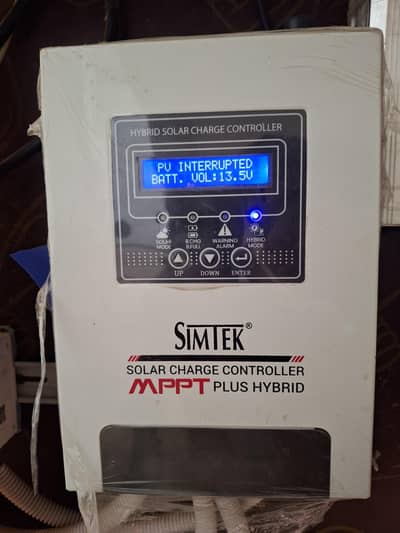 HYBRID SOLAR CHARGE CONTROLLER
PV INTERRUPTED
BATT. VOL:13.5V
SOLAR MODE
B.CHG B.FULL
WARNING ALARM
HYBRID MODE
UP
DOWN
ENTER
SIMTEK®
SOLAR CHARGE CONTROLLER
MPPT PLUS HYBRID